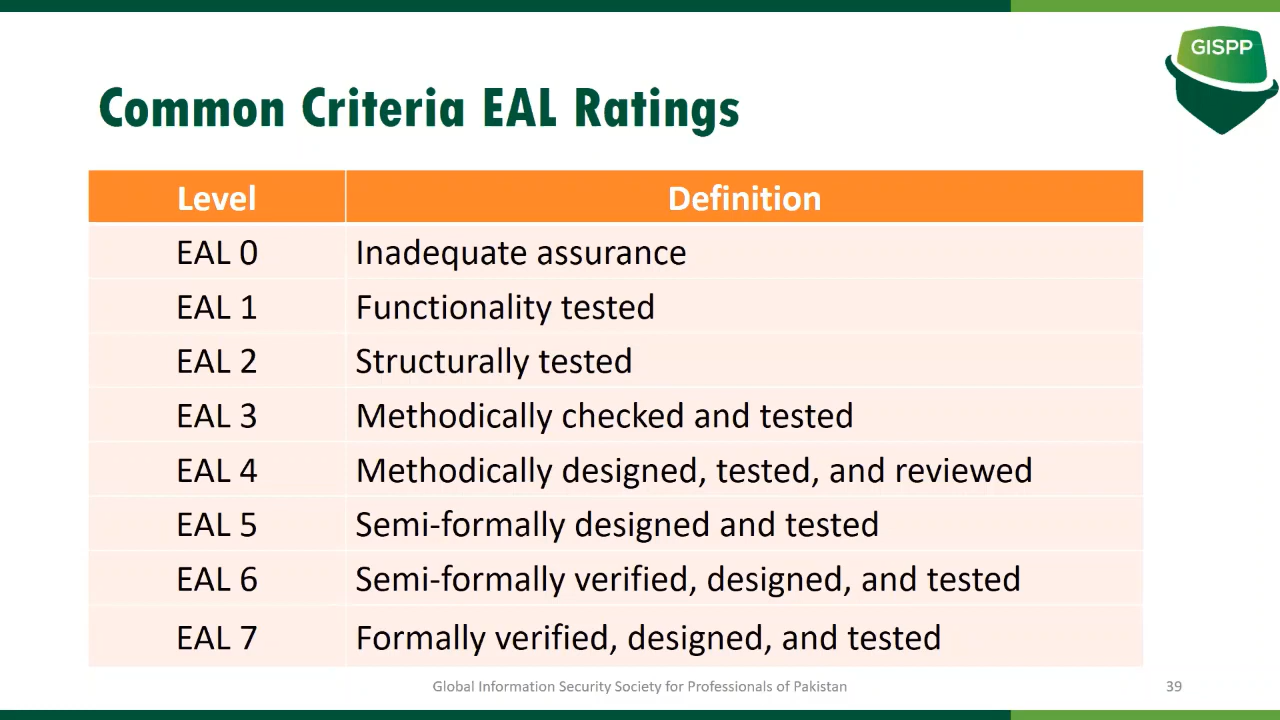 GISPP
Common Criteria EAL Ratings
Level Definition
EAL 0 Inadequate assurance
EAL 1 Functionality tested
EAL 2 Structurally tested
EAL 3 Methodically checked and tested
EAL 4 Methodically designed, tested, and reviewed
EAL 5 Semi-formally designed and tested
EAL 6 Semi-formally verified, designed, and tested
EAL 7 Formally verified, designed, and tested
Global Information Security Society for Professionals of Pakistan 39